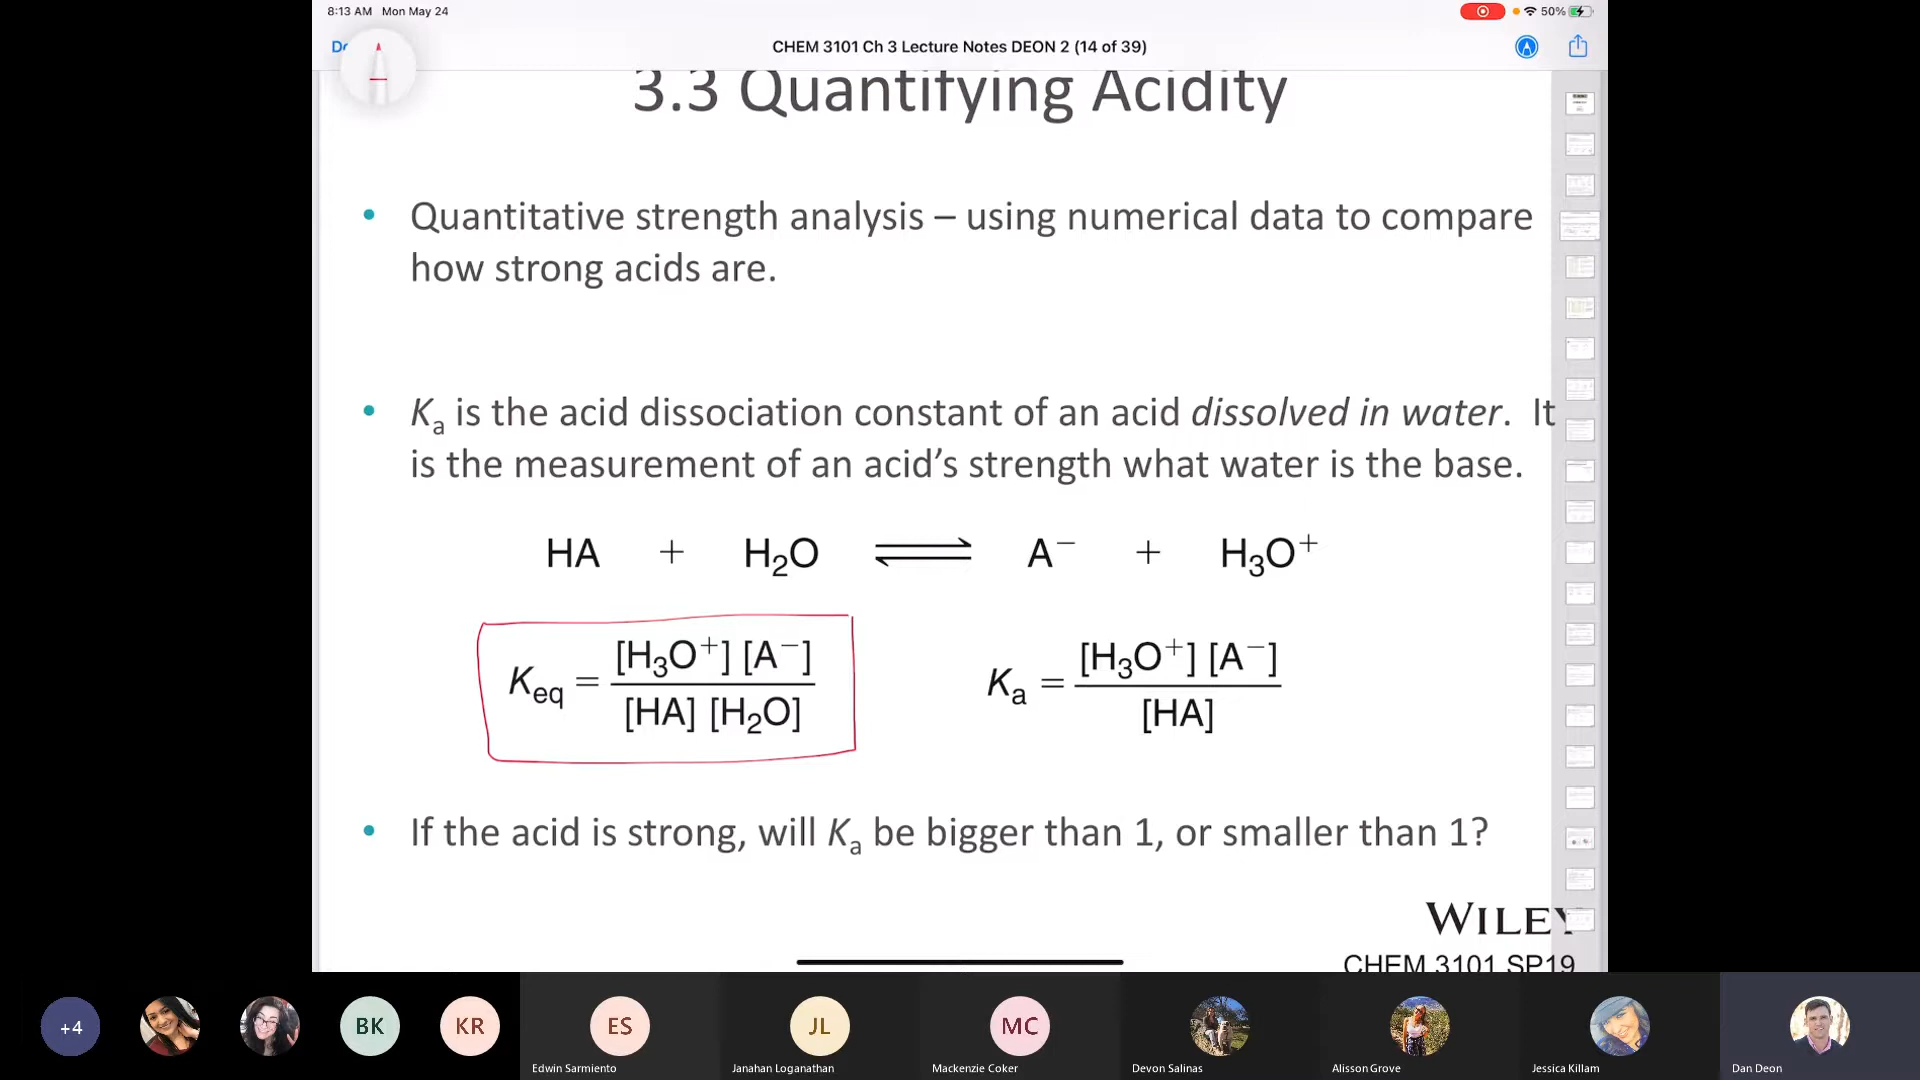 8:13 AM Mon May 24
50%
CHEM 3101 Ch 3 Lecture Notes DEON 2 (14 of 39)
3.3 Quantifying Acidity
• Quantitative strength analysis – using numerical data to compare
how strong acids are.
• Kₐ is the acid dissociation constant of an acid dissolved in water. It
is the measurement of an acid’s strength what water is the base.
HA + H₂O ⇌ A⁻ + H₃O⁺
K_eq = [H₃O⁺] [A⁻] / [HA] [H₂O]
Kₐ = [H₃O⁺] [A⁻] / [HA]
• If the acid is strong, will Kₐ be bigger than 1, or smaller than 1?
WILEY
CHEM 3101 SP19
+4 BK KR ES JL MC
Edwin Sarmiento Janahan Loganathan Mackenzie Coker Devon Salinas Alisson Grove Jessica Killam Dan Deon